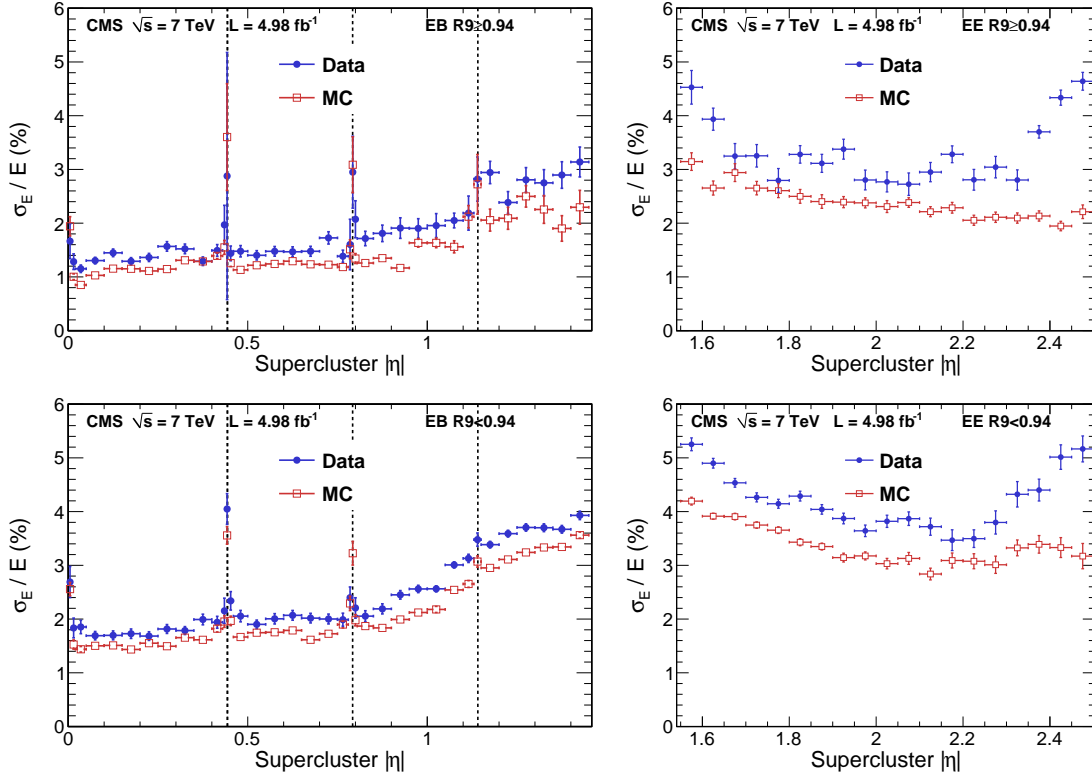 CMS √s = 7 TeV L = 4.98 fb⁻¹ EB R9≥0.94
Data
MC
σ_E / E (%)
0 1 2 3 4 5 6
0 0.5 1
Supercluster |η|
CMS √s = 7 TeV L = 4.98 fb⁻¹ EE R9≥0.94
Data
MC
σ_E / E (%)
0 1 2 3 4 5 6
1.6 1.8 2 2.2 2.4
Supercluster |η|
CMS √s = 7 TeV L = 4.98 fb⁻¹ EB R9<0.94
Data
MC
σ_E / E (%)
0 1 2 3 4 5 6
0 0.5 1
Supercluster |η|
CMS √s = 7 TeV L = 4.98 fb⁻¹ EE R9<0.94
Data
MC
σ_E / E (%)
0 1 2 3 4 5 6
1.6 1.8 2 2.2 2.4
Supercluster |η|